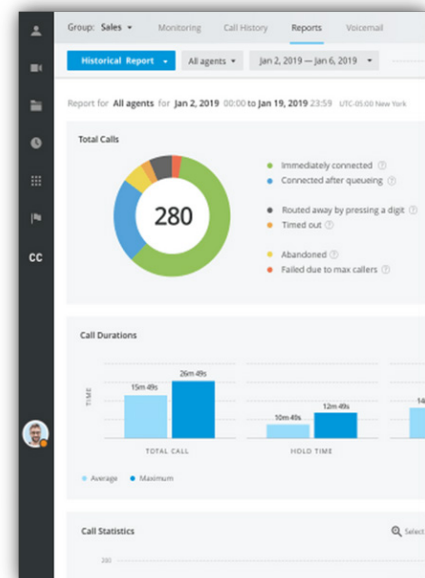 Group: Sales Monitoring Call History Reports Voicemail
Historical Report All agents Jan 2, 2019 — Jan 6, 2019
Report for All agents for Jan 2, 2019 00:00 to Jan 19, 2019 23:59 UTC-05:00 New York
Total Calls
280
Immediately connected
Connected after queueing
Routed away by pressing a digit
Timed out
Abandoned
Failed due to max callers
CC
Call Durations
TIME
15m 49s
26m 49s
10m 49s
12m 49s
TOTAL CALL
HOLD TIME
Average Maximum
Call Statistics
Select
280